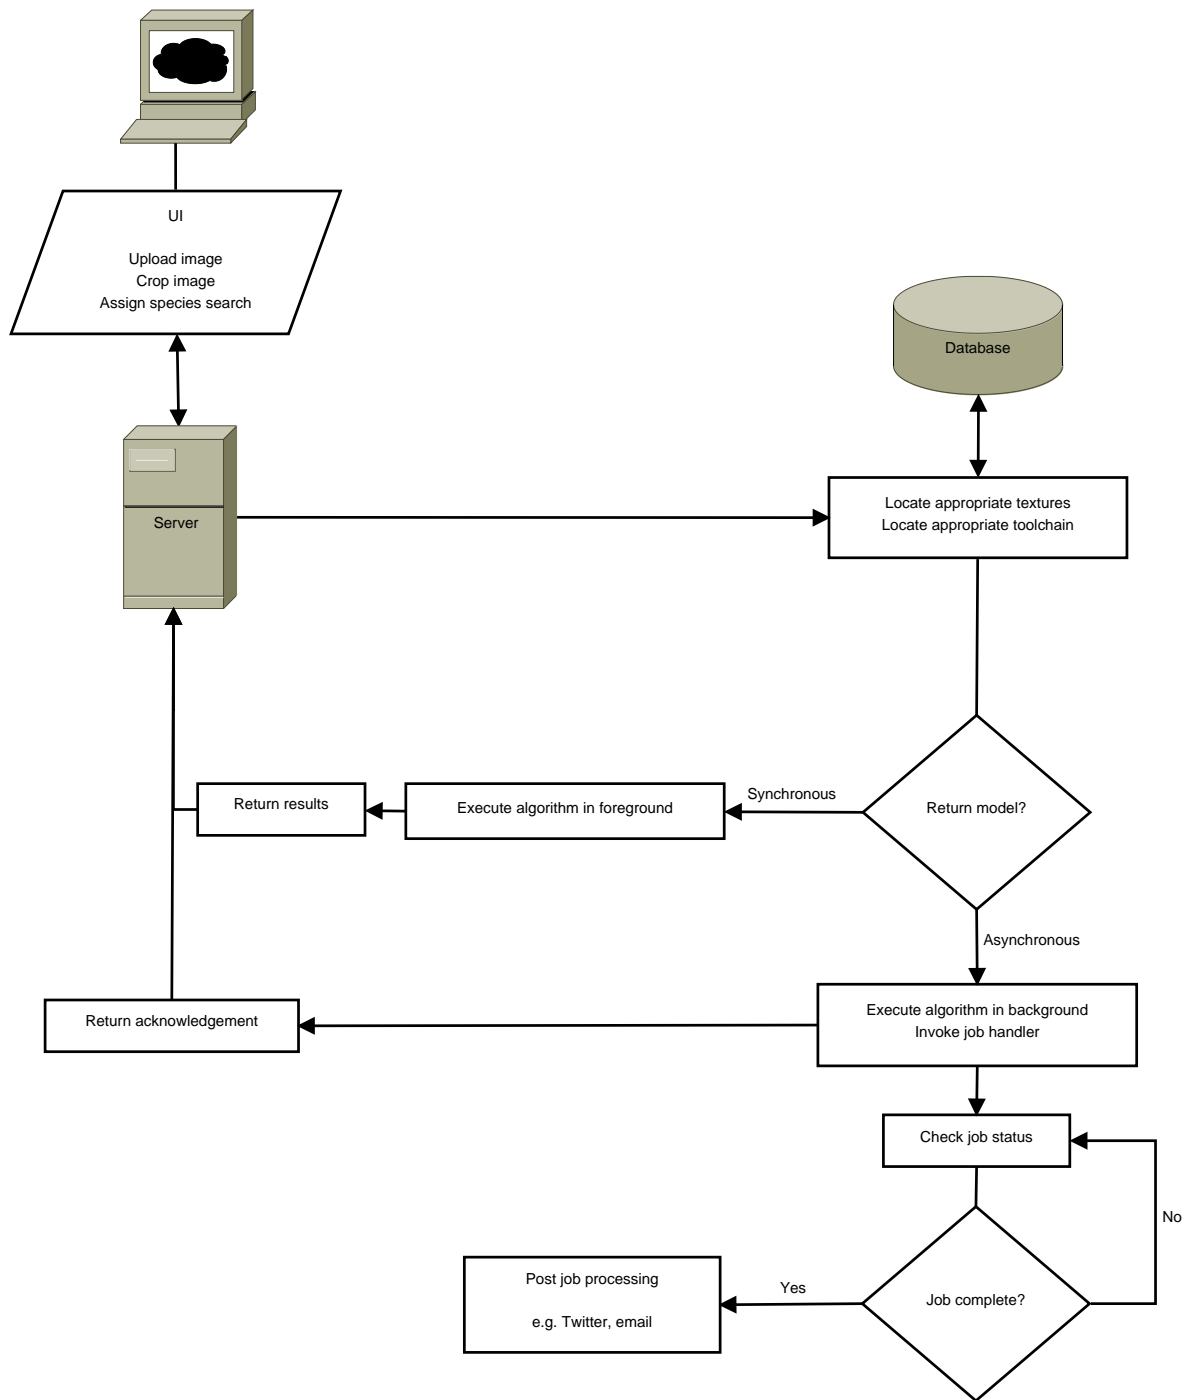 UI
Upload image
Crop image
Assign species search
Database
Server
Locate appropriate textures
Locate appropriate toolchain
Return results
Execute algorithm in foreground
Synchronous
Return model?
Asynchronous
Return acknowledgement
Execute algorithm in background
Invoke job handler
Check job status
No
Post job processing
e.g. Twitter, email
Yes
Job complete?